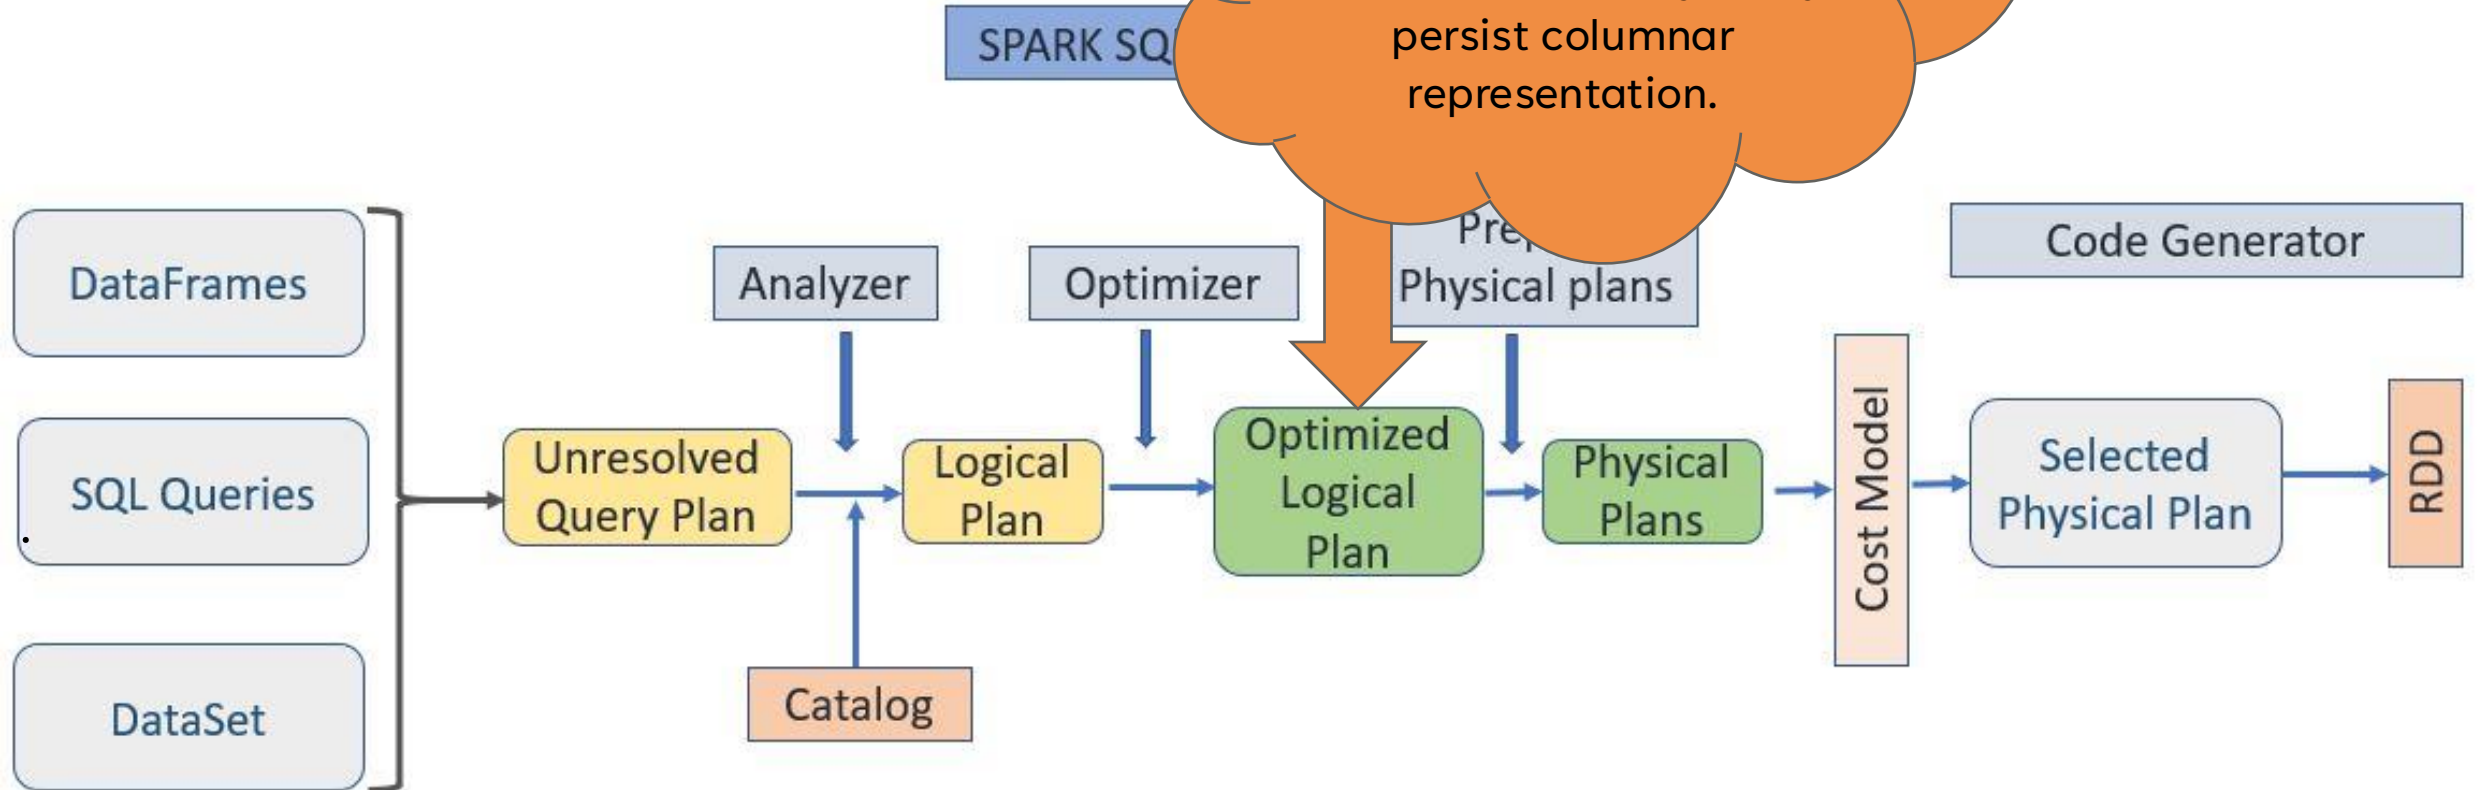 persist columnar
representation.
SPARK SQ
Physical plans
Code Generator
Analyzer
Optimizer
DataFrames
SQL Queries
.
DataSet
Unresolved
Query Plan
Logical
Plan
Optimized
Logical
Plan
Physical
Plans
Cost Model
Selected
Physical Plan
RDD
Catalog